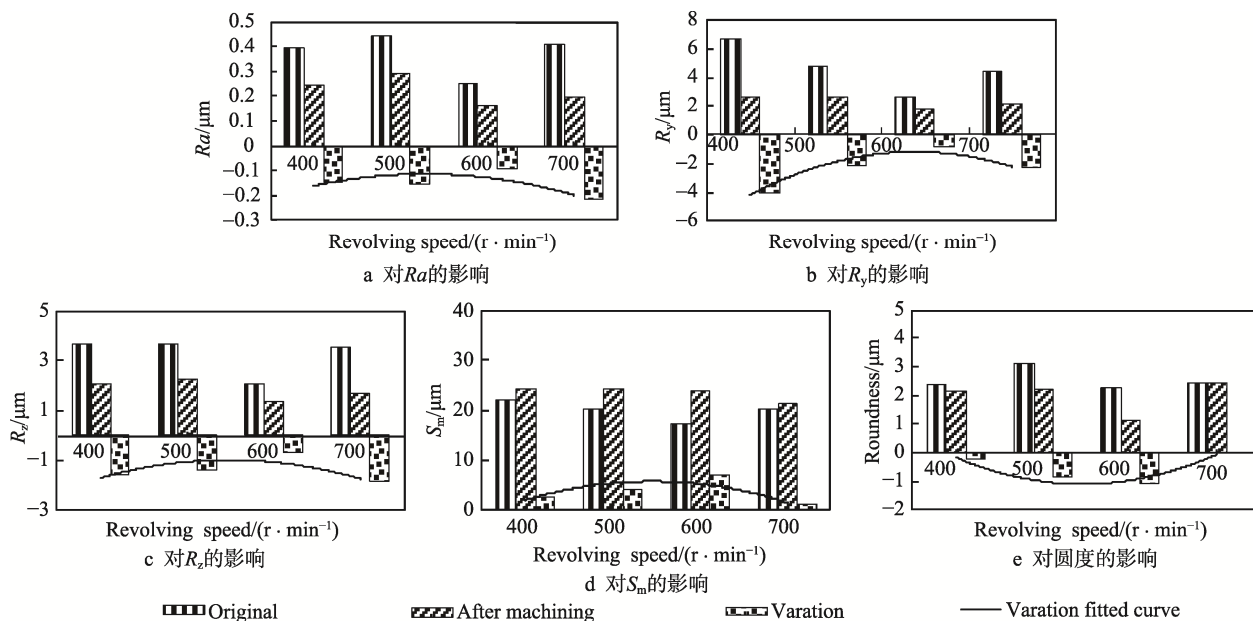 0.5
0.4
0.3
0.2
0.1
0
−0.1
−0.2
−0.3
Ra/μm
400
500
600
700
Revolving speed/(r · min⁻¹)
a 对Ra的影响
8
6
4
2
0
−2
−4
−6
Ry/μm
400
500
600
700
Revolving speed/(r · min⁻¹)
b 对Ry的影响
5
3
1
−1
−3
Rz/μm
400
500
600
700
Revolving speed/(r · min⁻¹)
c 对Rz的影响
40
30
20
10
0
Sm/μm
400
500
600
700
Revolving speed/(r · min⁻¹)
d 对Sm的影响
5
4
3
2
1
0
−1
−2
Roundness/μm
400
500
600
700
Revolving speed/(r · min⁻¹)
e 对圆度的影响
Original
After machining
Varation
Varation fitted curve